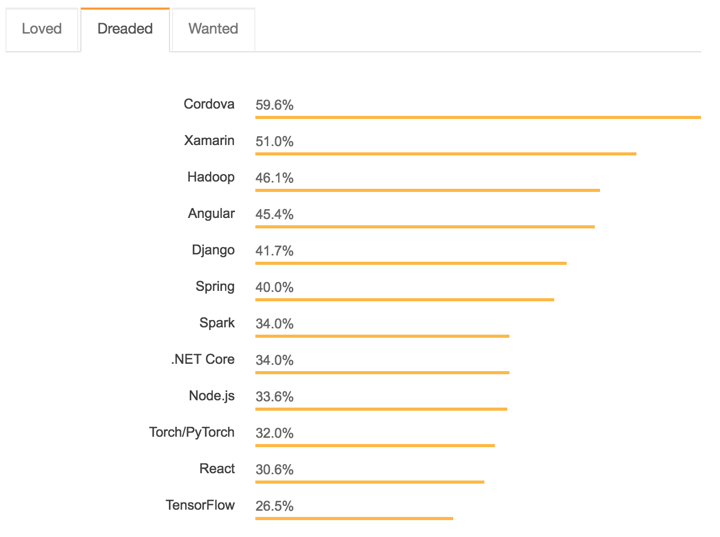 Loved Dreaded Wanted
Cordova 59.6%
Xamarin 51.0%
Hadoop 46.1%
Angular 45.4%
Django 41.7%
Spring 40.0%
Spark 34.0%
.NET Core 34.0%
Node.js 33.6%
Torch/PyTorch 32.0%
React 30.6%
TensorFlow 26.5%